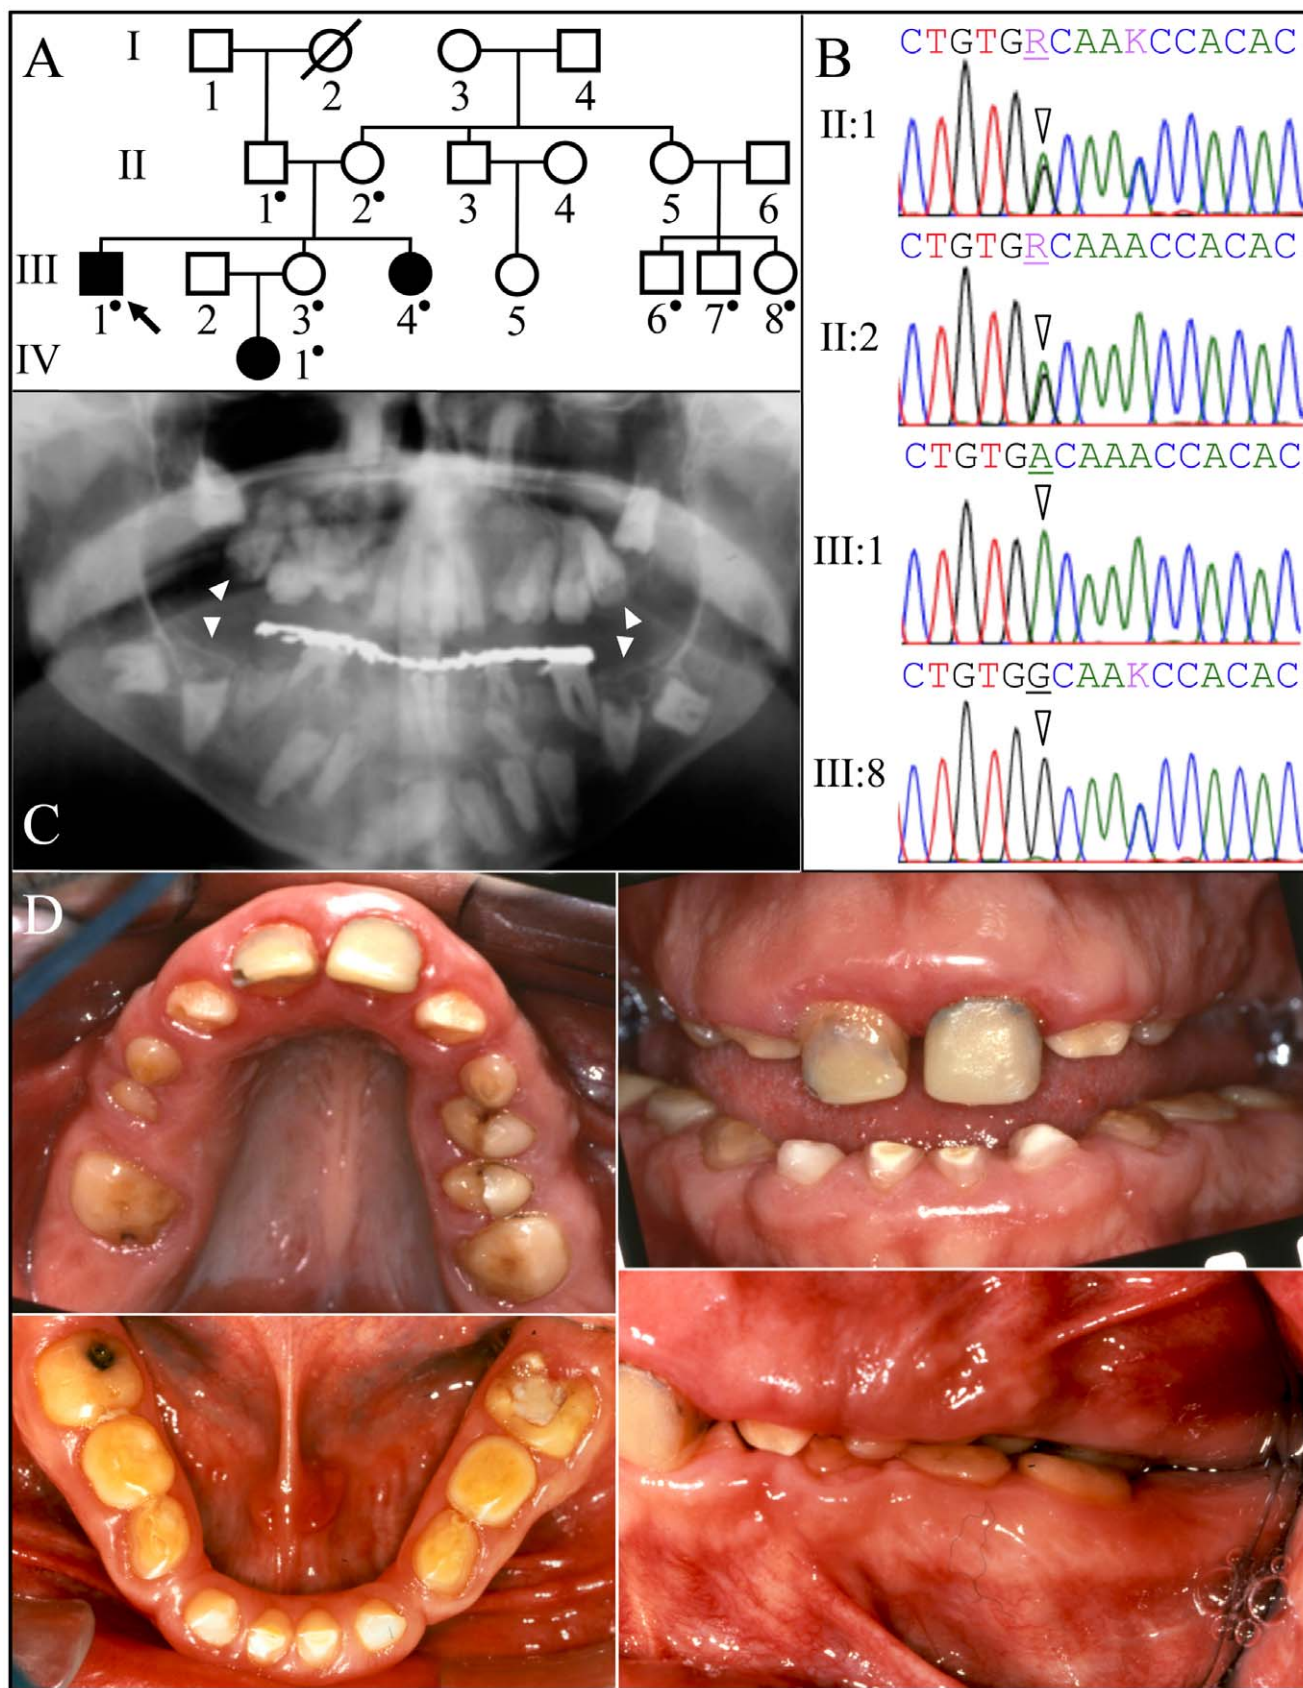 A
I
1 2 3 4
II
1• 2• 3 4 5 6
III
1• 2 3• 4• 5 6• 7• 8•
IV 1•
B
CTGTGRCAAKCCACAC
II:1
CTGTGRCAAACCACAC
II:2
CTGTGACAAACCACAC
III:1
CTGTGGCAAKCCACAC
III:8
C
D